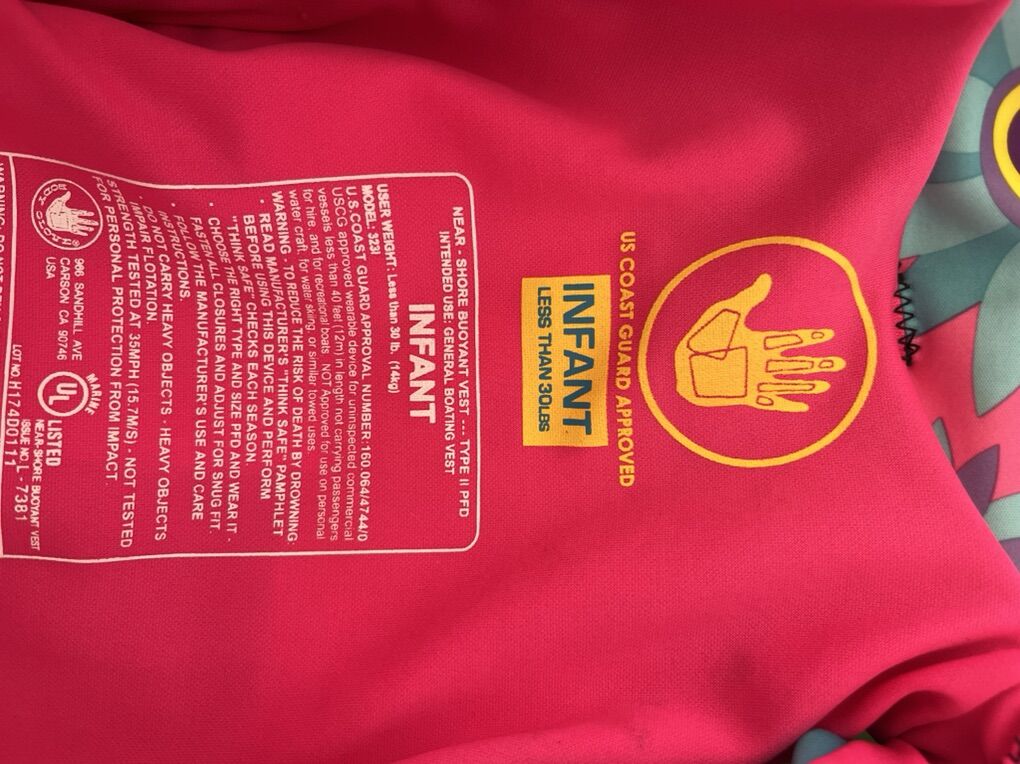 US COAST GUARD APPROVED
INFANT
LESS THAN 30LBS
NEAR - SHORE BUOYANT VEST --- TYPE II PFD
INTENDED USE: GENERAL BOATING VEST
INFANT
USER WEIGHT: Less than 30 lb. (14kg)
MODEL: 322I
U.S.COAST GUARD APPROVAL NUMBER: 160.064/4744/0
USCG approved wearable device for uninspected commercial
vessels less than 40 feet (12m) in length not carrying passengers
for hire, and for recreational boats. NOT Approved for use on personal
water craft, for water-skiing, or similar towed uses.
WARNING - TO REDUCE THE RISK OF DEATH BY DROWNING:
• READ MANUFACTURER'S "THINK SAFE" PAMPHLET
BEFORE USING THIS DEVICE AND PERFORM
"THINK SAFE" CHECKS EACH SEASON.
• CHOOSE THE RIGHT TYPE AND SIZE PFD AND WEAR IT -
FASTEN ALL CLOSURES AND ADJUST FOR SNUG FIT.
• FOLLOW THE MANUFACTURER'S USE AND CARE
INSTRUCTIONS.
• DO NOT CARRY HEAVY OBJECTS - HEAVY OBJECTS
IMPAIR FLOTATION.
STRENGTH TESTED AT 35MPH (15.7M/S) - NOT TESTED
FOR PERSONAL PROTECTION FROM IMPACT
BODY GLOVE ®
966 SANDHILL AVE
CARSON CA 90746
USA
MARINE
UL LISTED
NEAR-SHORE BUOYANT VEST
ISSUE NO. L - 7381
LOT NO. H174D0111